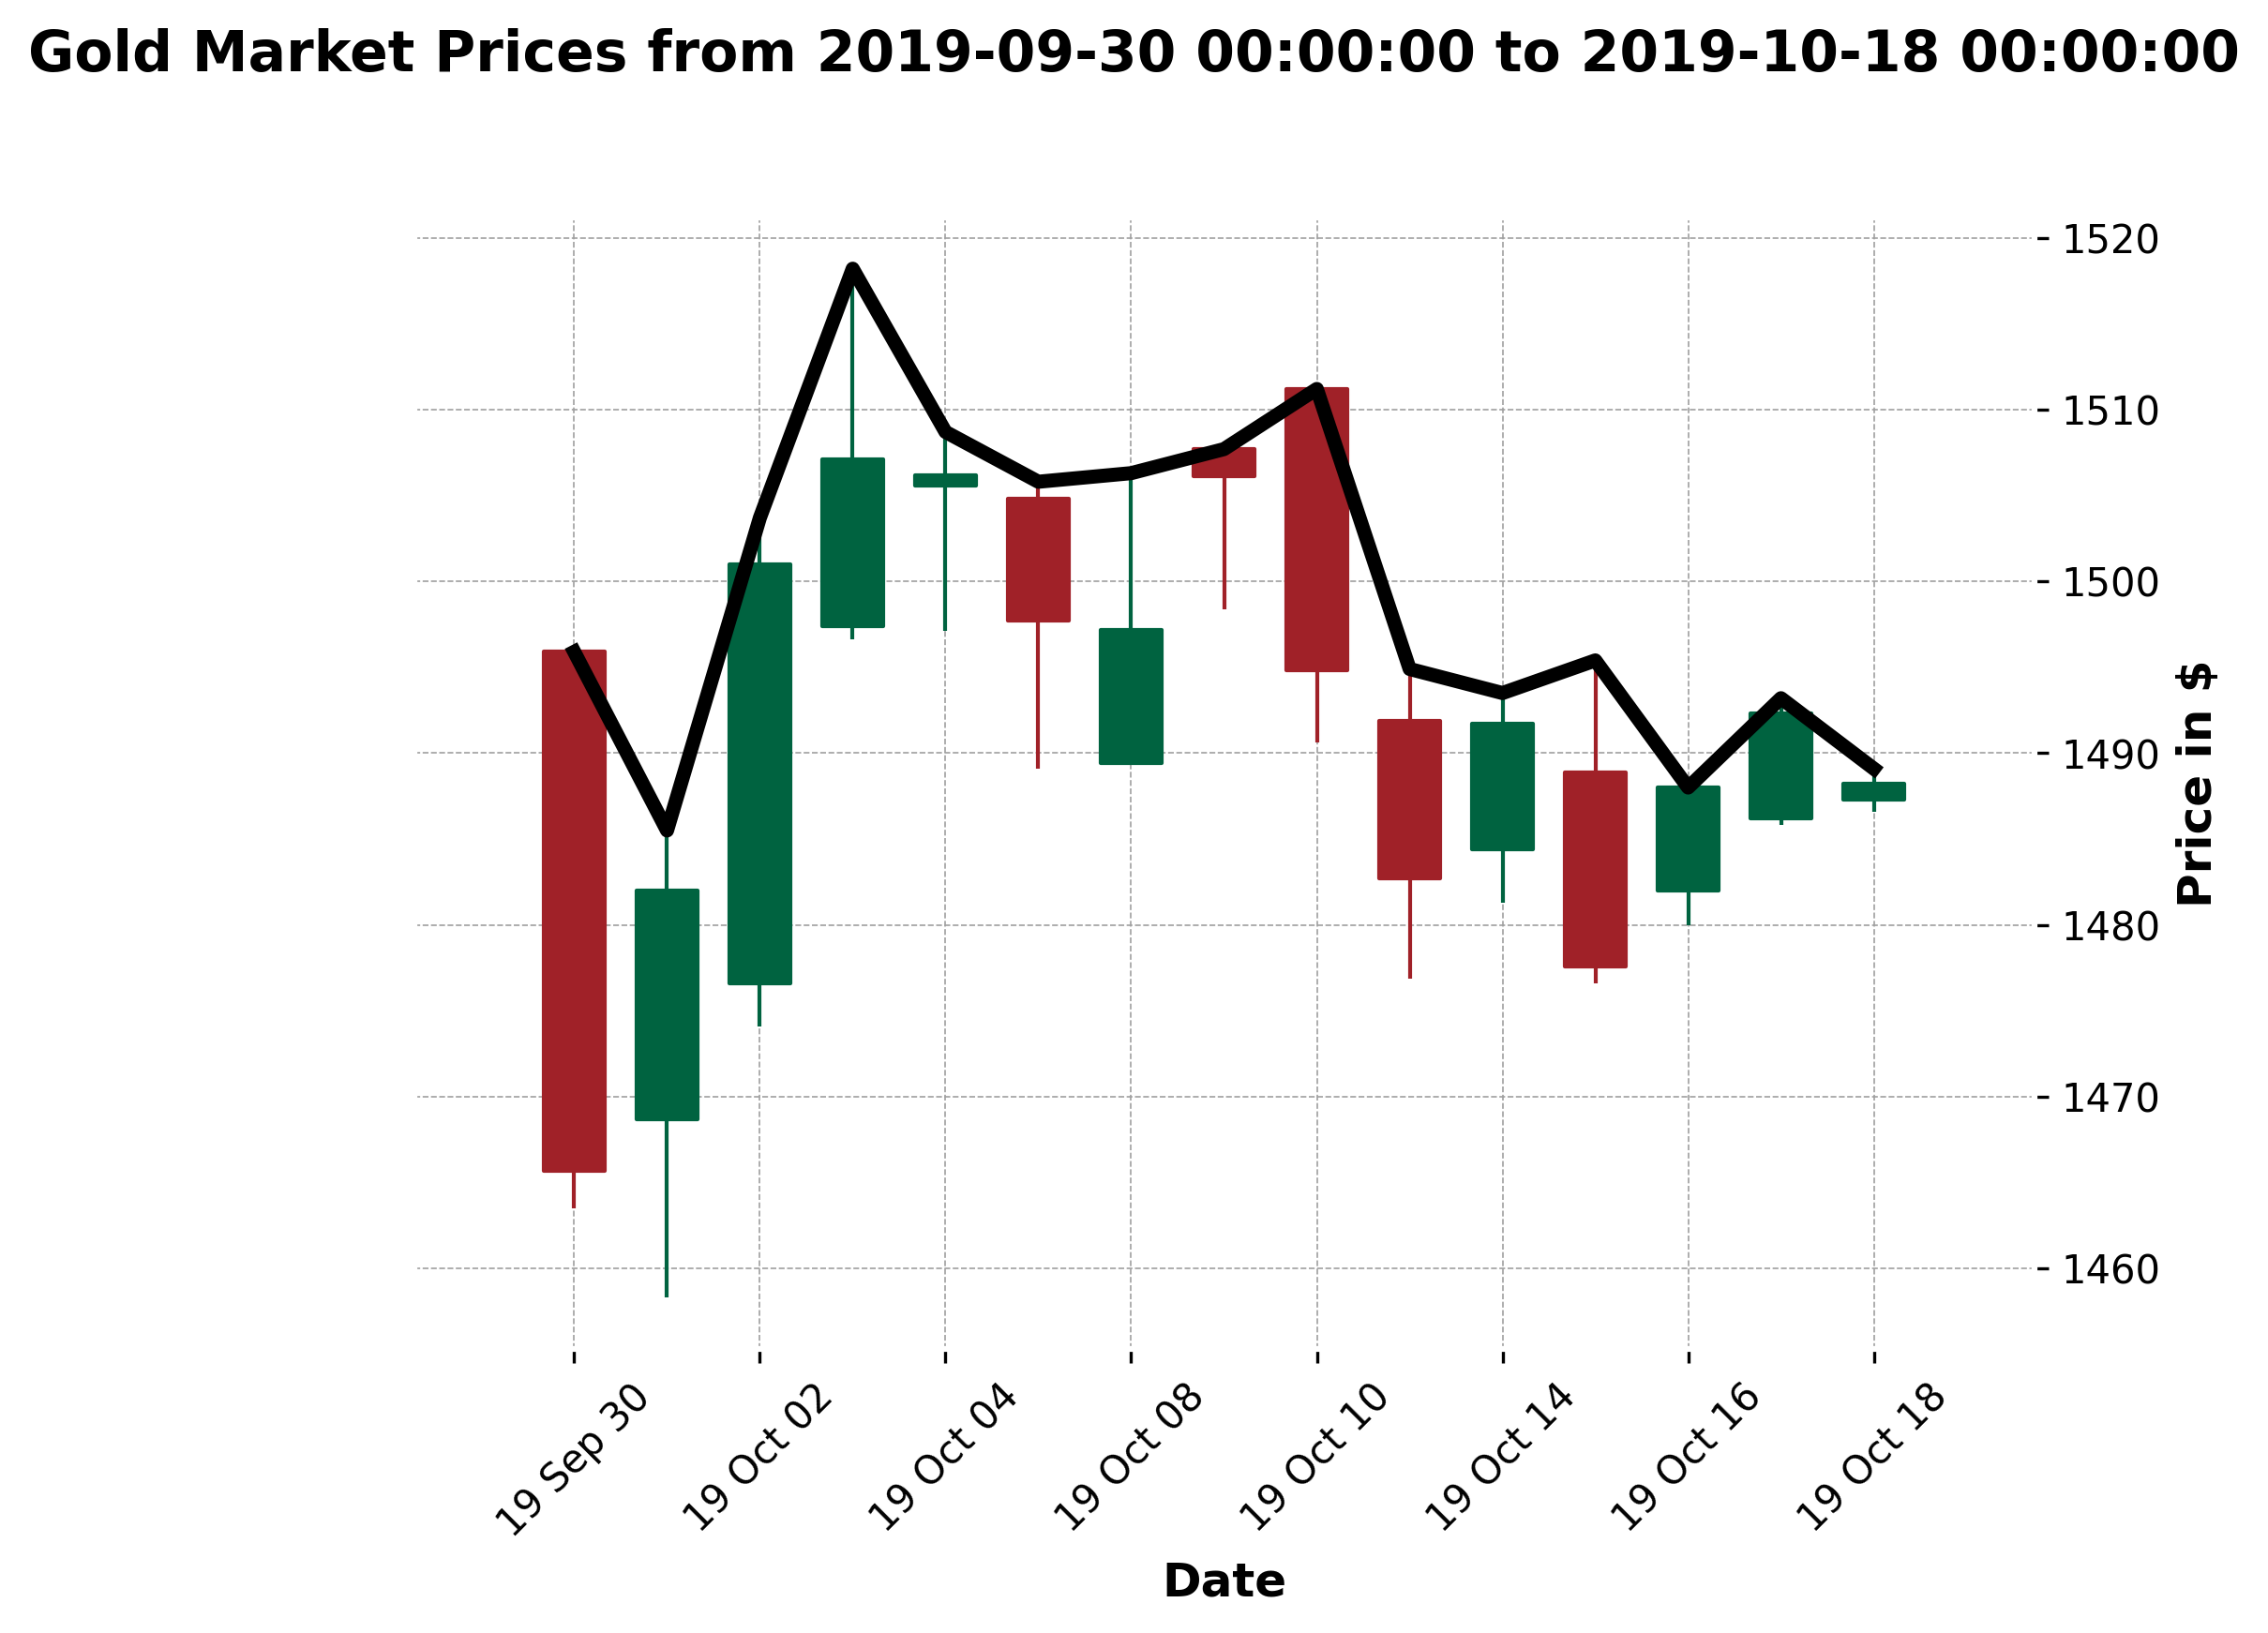 Gold Market Prices from 2019-09-30 00:00:00 to 2019-10-18 00:00:00
1520
1510
1500
1490
1480
1470
1460
Price in $
19 Sep 30
19 Oct 02
19 Oct 04
19 Oct 08
19 Oct 10
19 Oct 14
19 Oct 16
19 Oct 18
Date